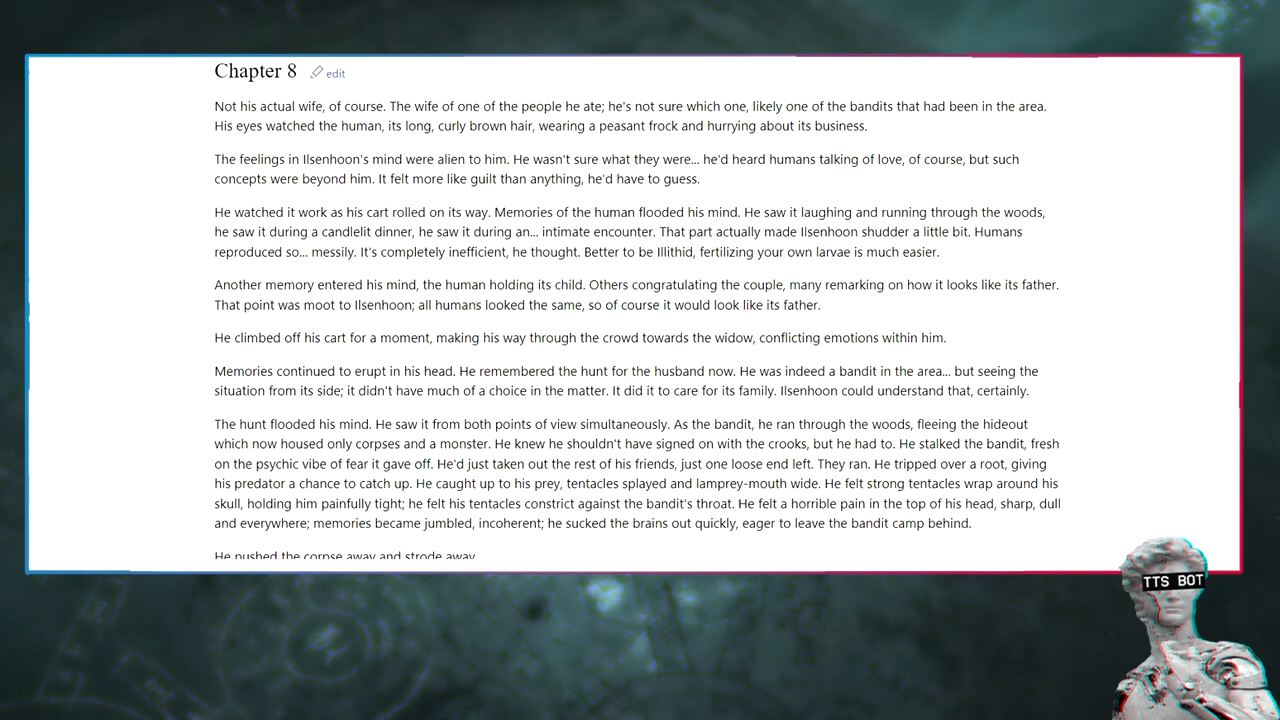 Chapter 8 edit
Not his actual wife, of course. The wife of one of the people he ate; he's not sure which one, likely one of the bandits that had been in the area.
His eyes watched the human, its long, curly brown hair, wearing a peasant frock and hurrying about its business.
The feelings in Ilsenhoon's mind were alien to him. He wasn't sure what they were... he'd heard humans talking of love, of course, but such
concepts were beyond him. It felt more like guilt than anything, he'd have to guess.
He watched it work as his cart rolled on its way. Memories of the human flooded his mind. He saw it laughing and running through the woods,
he saw it during a candlelit dinner, he saw it during an... intimate encounter. That part actually made Ilsenhoon shudder a little bit. Humans
reproduced so... messily. It's completely inefficient, he thought. Better to be Illithid, fertilizing your own larvae is much easier.
Another memory entered his mind, the human holding its child. Others congratulating the couple, many remarking on how it looks like its father.
That point was moot to Ilsenhoon; all humans looked the same, so of course it would look like its father.
He climbed off his cart for a moment, making his way through the crowd towards the widow, conflicting emotions within him.
Memories continued to erupt in his head. He remembered the hunt for the husband now. He was indeed a bandit in the area... but seeing the
situation from its side; it didn't have much of a choice in the matter. It did it to care for its family. Ilsenhoon could understand that, certainly.
The hunt flooded his mind. He saw it from both points of view simultaneously. As the bandit, he ran through the woods, fleeing the hideout
which now housed only corpses and a monster. He knew he shouldn't have signed on with the crooks, but he had to. He stalked the bandit, fresh
on the psychic vibe of fear it gave off. He'd just taken out the rest of his friends, just one loose end left. They ran. He tripped over a root, giving
his predator a chance to catch up. He caught up to his prey, tentacles splayed and lamprey-mouth wide. He felt strong tentacles wrap around his
skull, holding him painfully tight; he felt his tentacles constrict against the bandit's throat. He felt a horrible pain in the top of his head, sharp, dull
and everywhere; memories became jumbled, incoherent; he sucked the brains out quickly, eager to leave the bandit camp behind.
He pushed the corpse away and strode away
TTS BOT